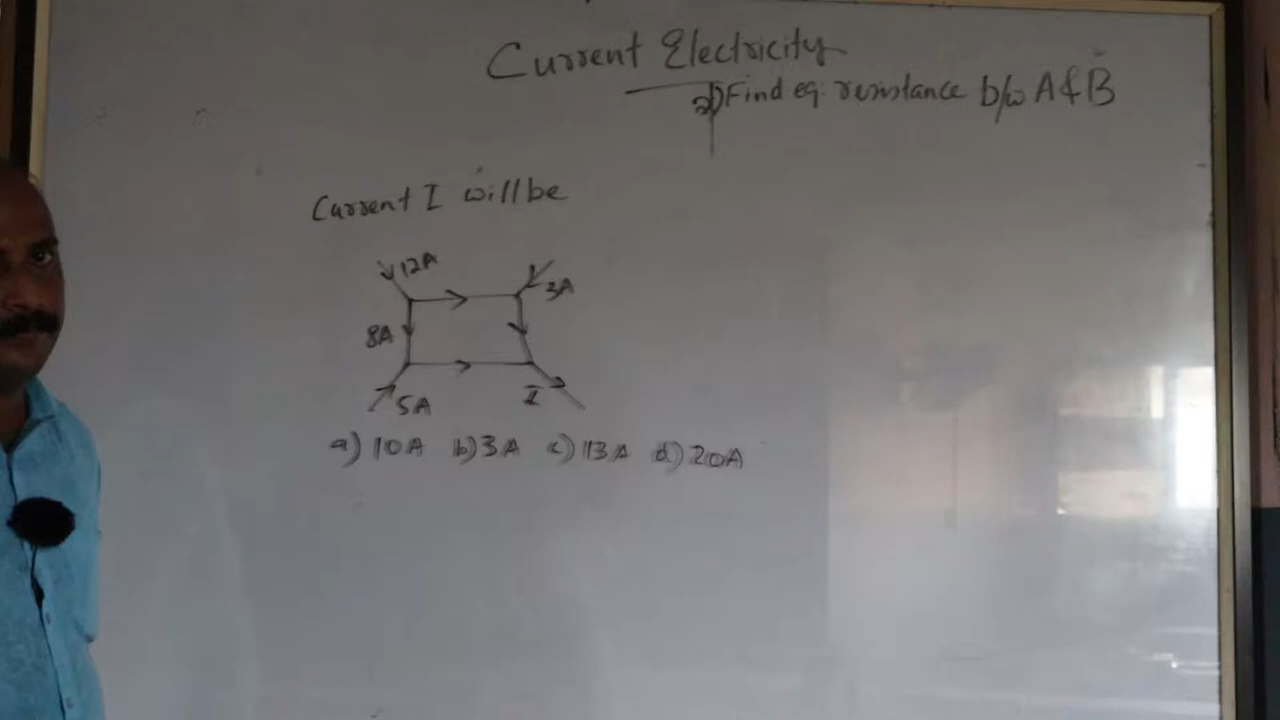 Current Electricity
2) Find eq. resistance b/w A & B
Current I will be
12A
3A
8A
5A
I
a) 10A b) 3A c) 13A d) 20A